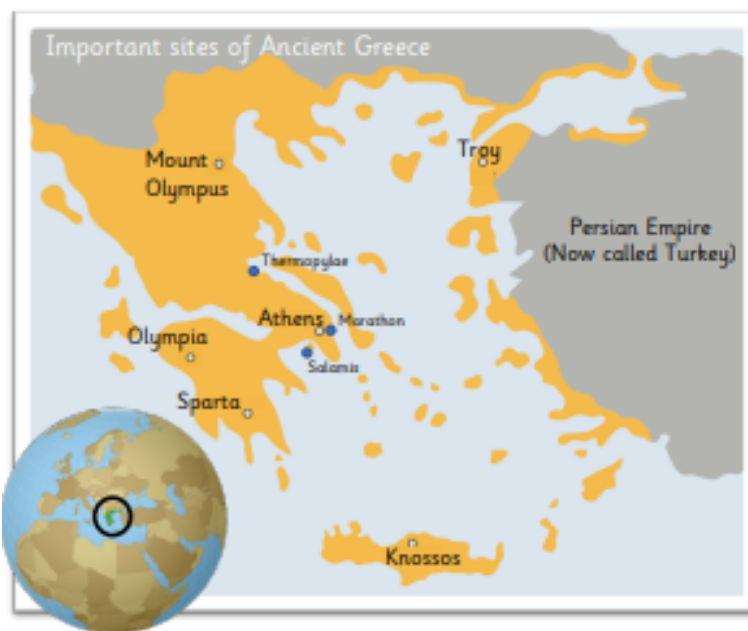 Important sites of Ancient Greece
Mount
Olympus
Troy
Persian Empire
(Now called Turkey)
Thermopylae
Athens
Marathon
Olympia
Salamis
Sparta
Knossos